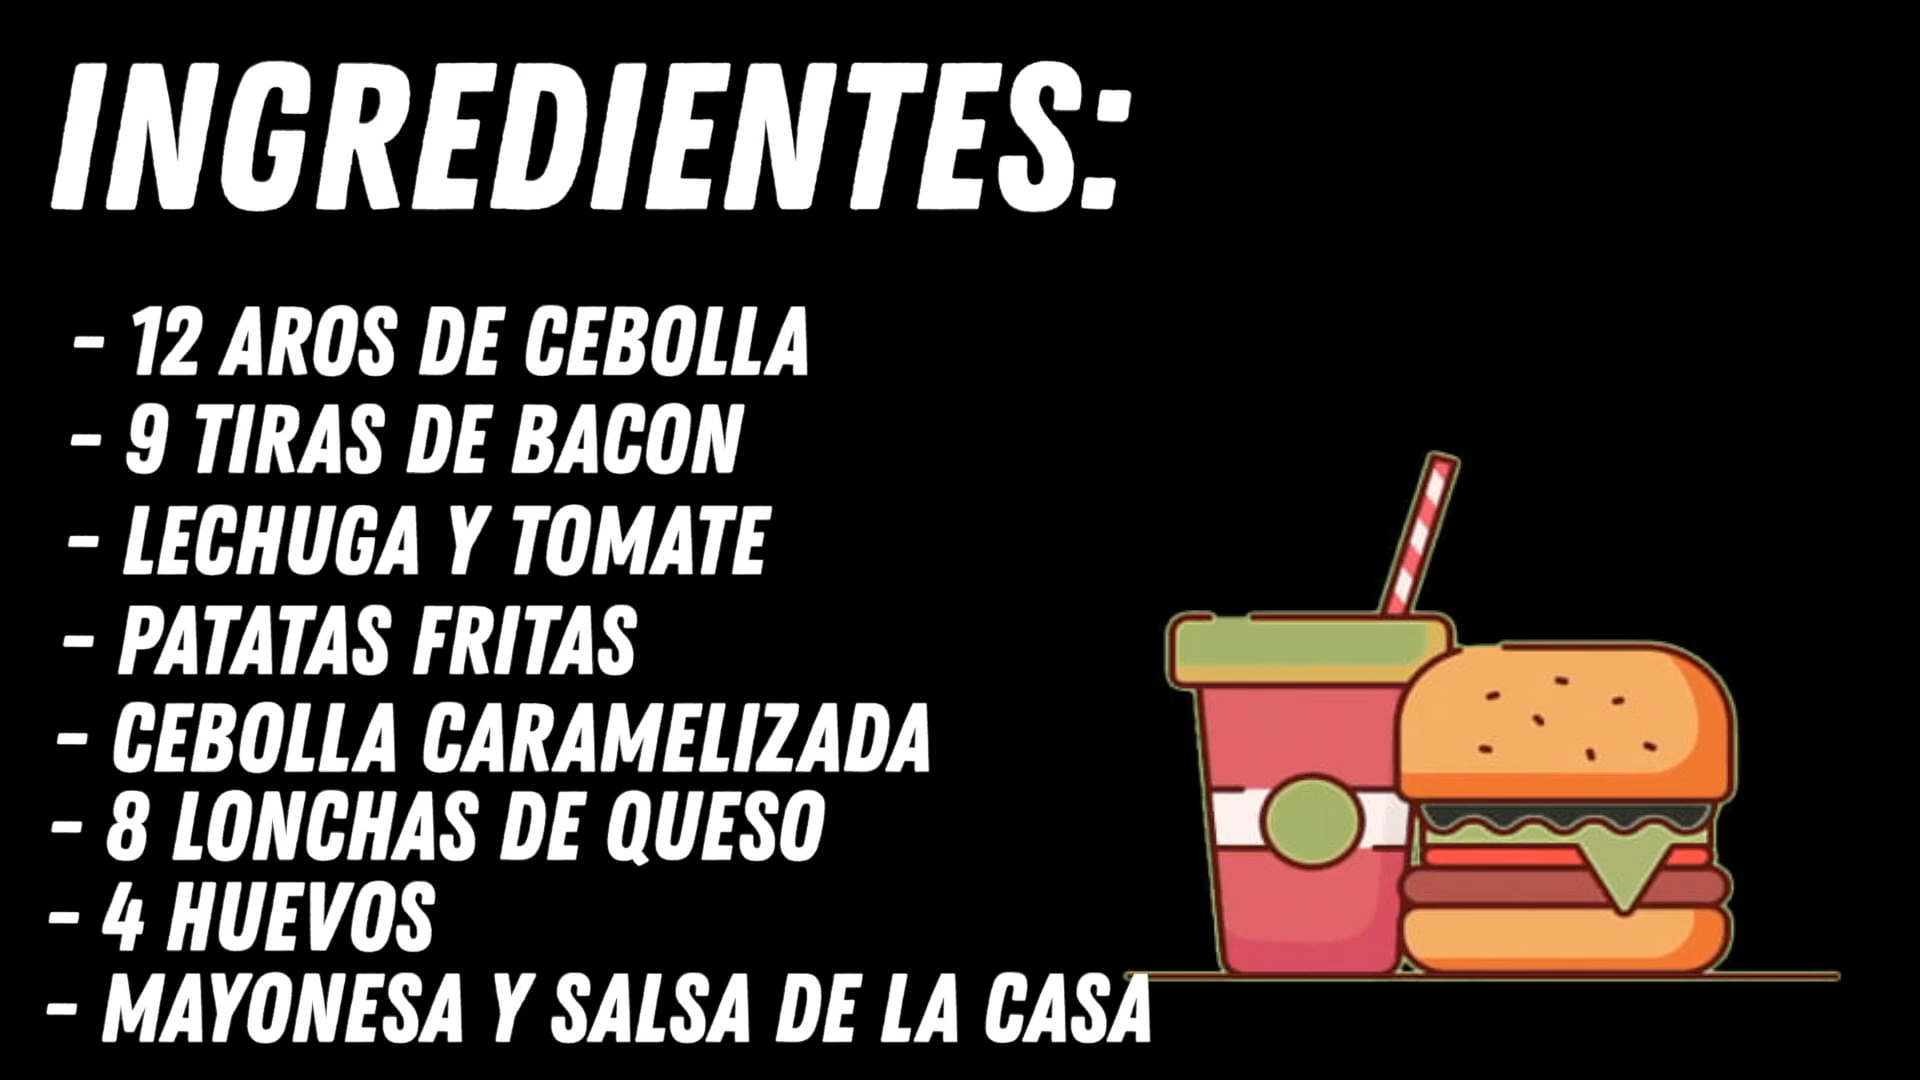 INGREDIENTES:
- 12 AROS DE CEBOLLA
- 9 TIRAS DE BACON
- LECHUGA Y TOMATE
- PATATAS FRITAS
- CEBOLLA CARAMELIZADA
- 8 LONCHAS DE QUESO
- 4 HUEVOS
- MAYONESA Y SALSA DE LA CASA